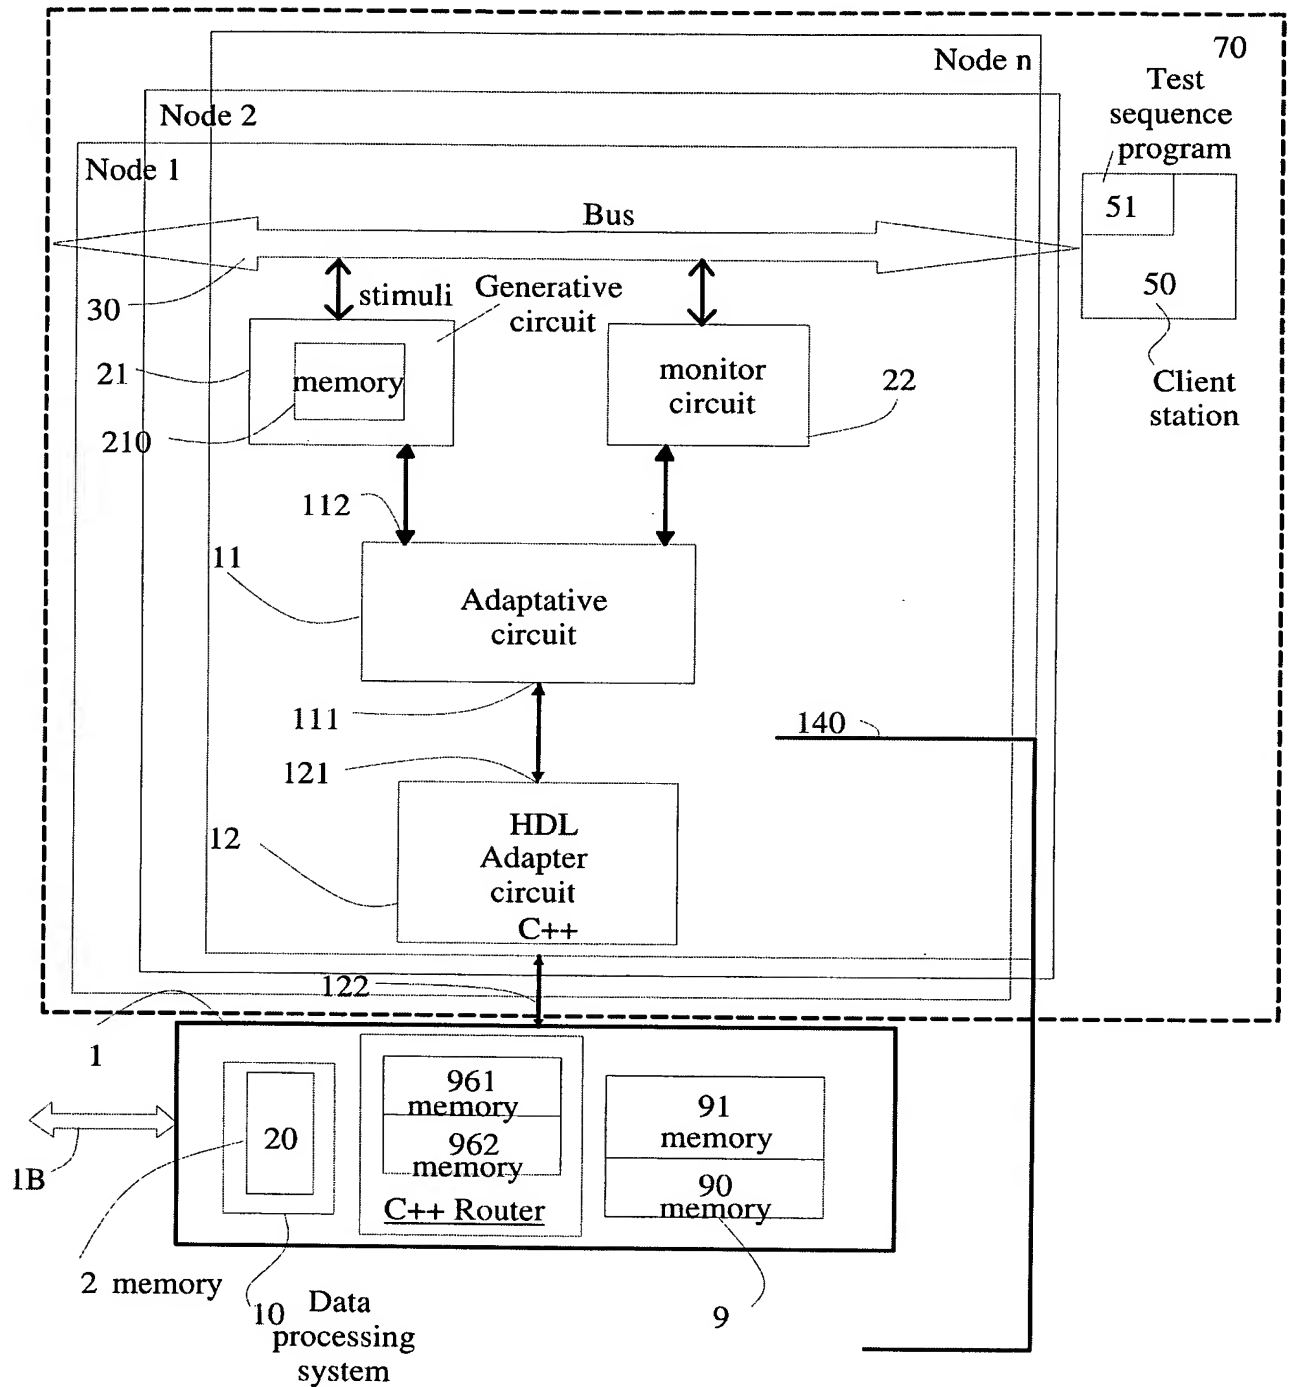 70
Node n
Test
sequence
program
Node 2
Node 1
51
Bus
50
30
stimuli
Generative
circuit
21
memory
210
monitor
circuit
22
Client
station
112
11
Adaptative
circuit
111
140
121
12
HDL
Adapter
circuit
C++
122
1
961
memory
962
memory
C++ Router
91
memory
90
memory
20
1B
2 memory
10 Data
processing
system
9